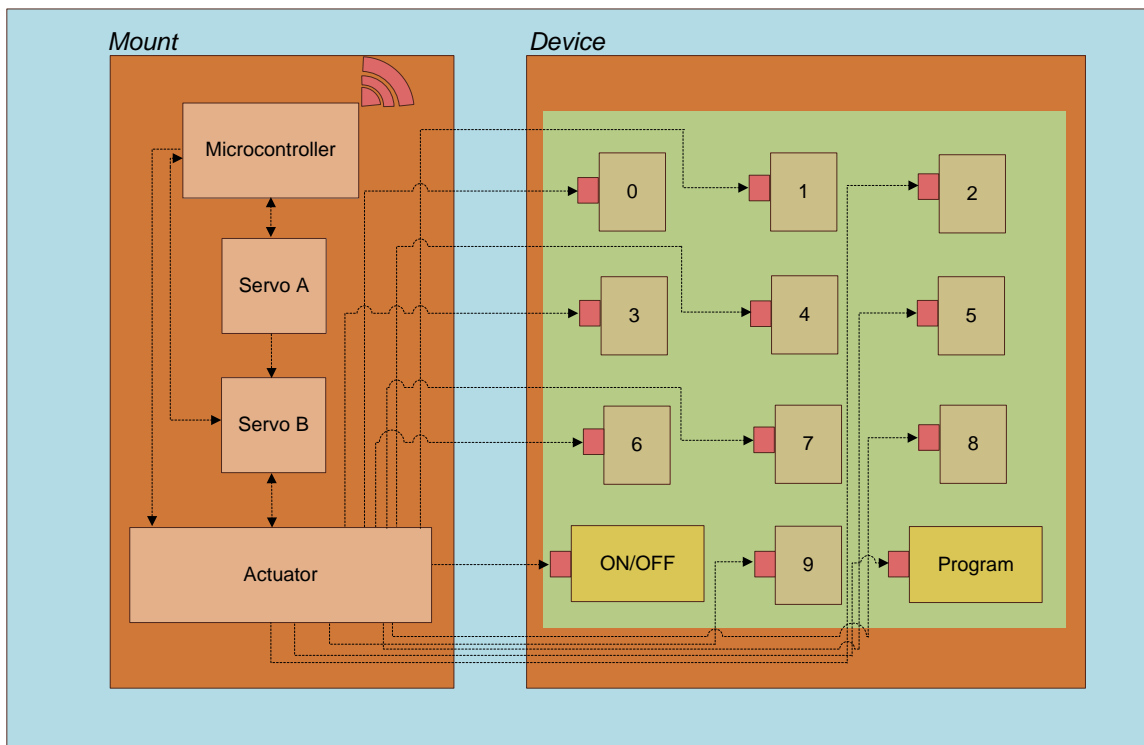 Mount
Device
Microcontroller
0
1
2
Servo A
3
4
5
Servo B
6
7
8
Actuator
ON/OFF
9
Program